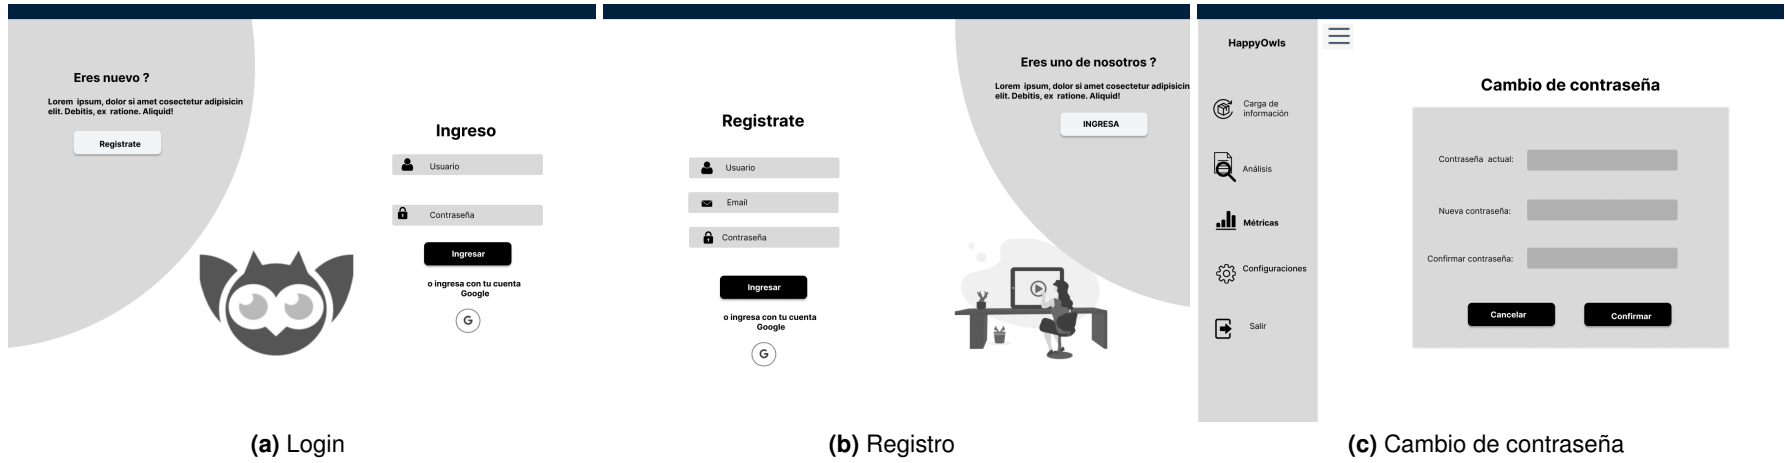 Eres nuevo ?
Lorem ipsum, dolor si amet cosectetur adipisicin
elit. Debitis, ex ratione. Aliquid!
Registrate
Ingreso
Usuario
Contraseña
Ingresar
o ingresa con tu cuenta
Google
G
(a) Login
Registrate
Usuario
Email
Contraseña
Ingresar
o ingresa con tu cuenta
Google
G
Eres uno de nosotros ?
Lorem ipsum, dolor si amet cosectetur adipisicin
elit. Debitis, ex ratione. Aliquid!
INGRESA
(b) Registro
HappyOwls
Carga de
información
Análisis
Métricas
Configuraciones
Salir
Cambio de contraseña
Contraseña actual:
Nueva contraseña:
Confirmar contraseña:
Cancelar
Confirmar
(c) Cambio de contraseña